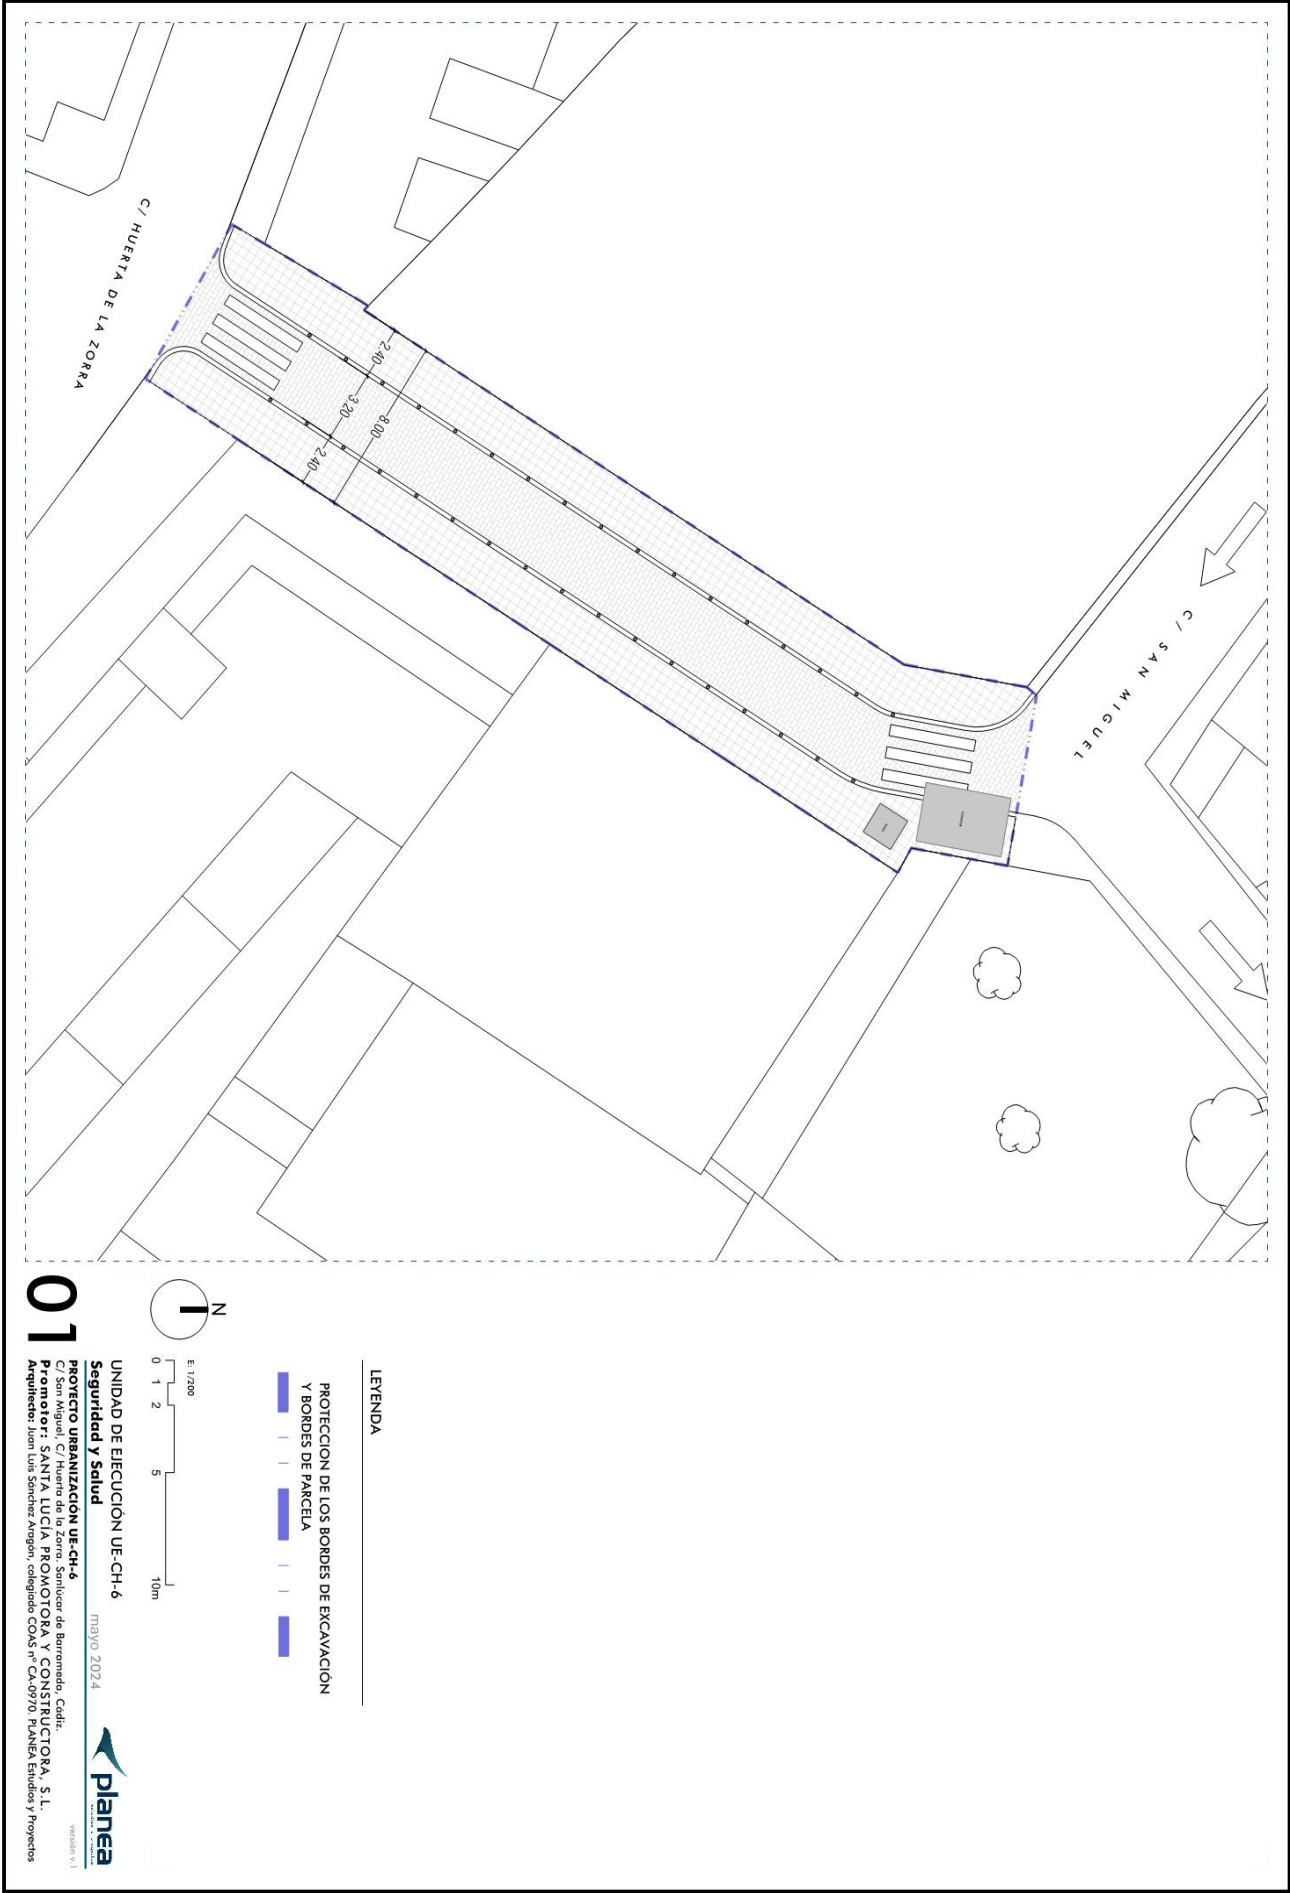 C/ HUERTA DE LA ZORRA
C/ SAN MIGUEL
2.40
3.20
2.40
8.00
01
N
E: 1/200
0 1 2 5 10m
LEYENDA
PROTECCION DE LOS BORDES DE EXCAVACIÓN
Y BORDES DE PARCELA
UNIDAD DE EJECUCIÓN UE-CH-6
Seguridad y Salud
mayo 2024
planea
PROYECTO URBANIZACIÓN UE-CH-6
versión v.1
C/ San Miguel, C/ Huerta de la Zorra. Sanlúcar de Barrameda, Cádiz.
Promotor: SANTA LUCÍA PROMOTORA Y CONSTRUCTORA, S.L.
Arquitecto: Juan Luis Sánchez Aragón, colegiado COAS nº CA-0970. PLANEA Estudios y Proyectos